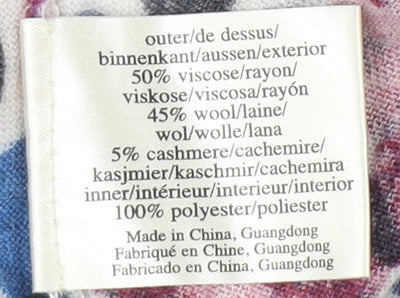 outer/de dessus/
binnenkant/aussen/exterior
50% viscose/rayon/
viskose/viscosa/rayón
45% wool/laine/
wol/wolle/lana
5% cashmere/cachemire/
kasjmier/kaschmir/cachemira
inner/intérieur/interieur/interior
100% polyester/poliester
Made in China, Guangdong
Fabriqué en Chine, Guangdong
Fabricado en China, Guangdong